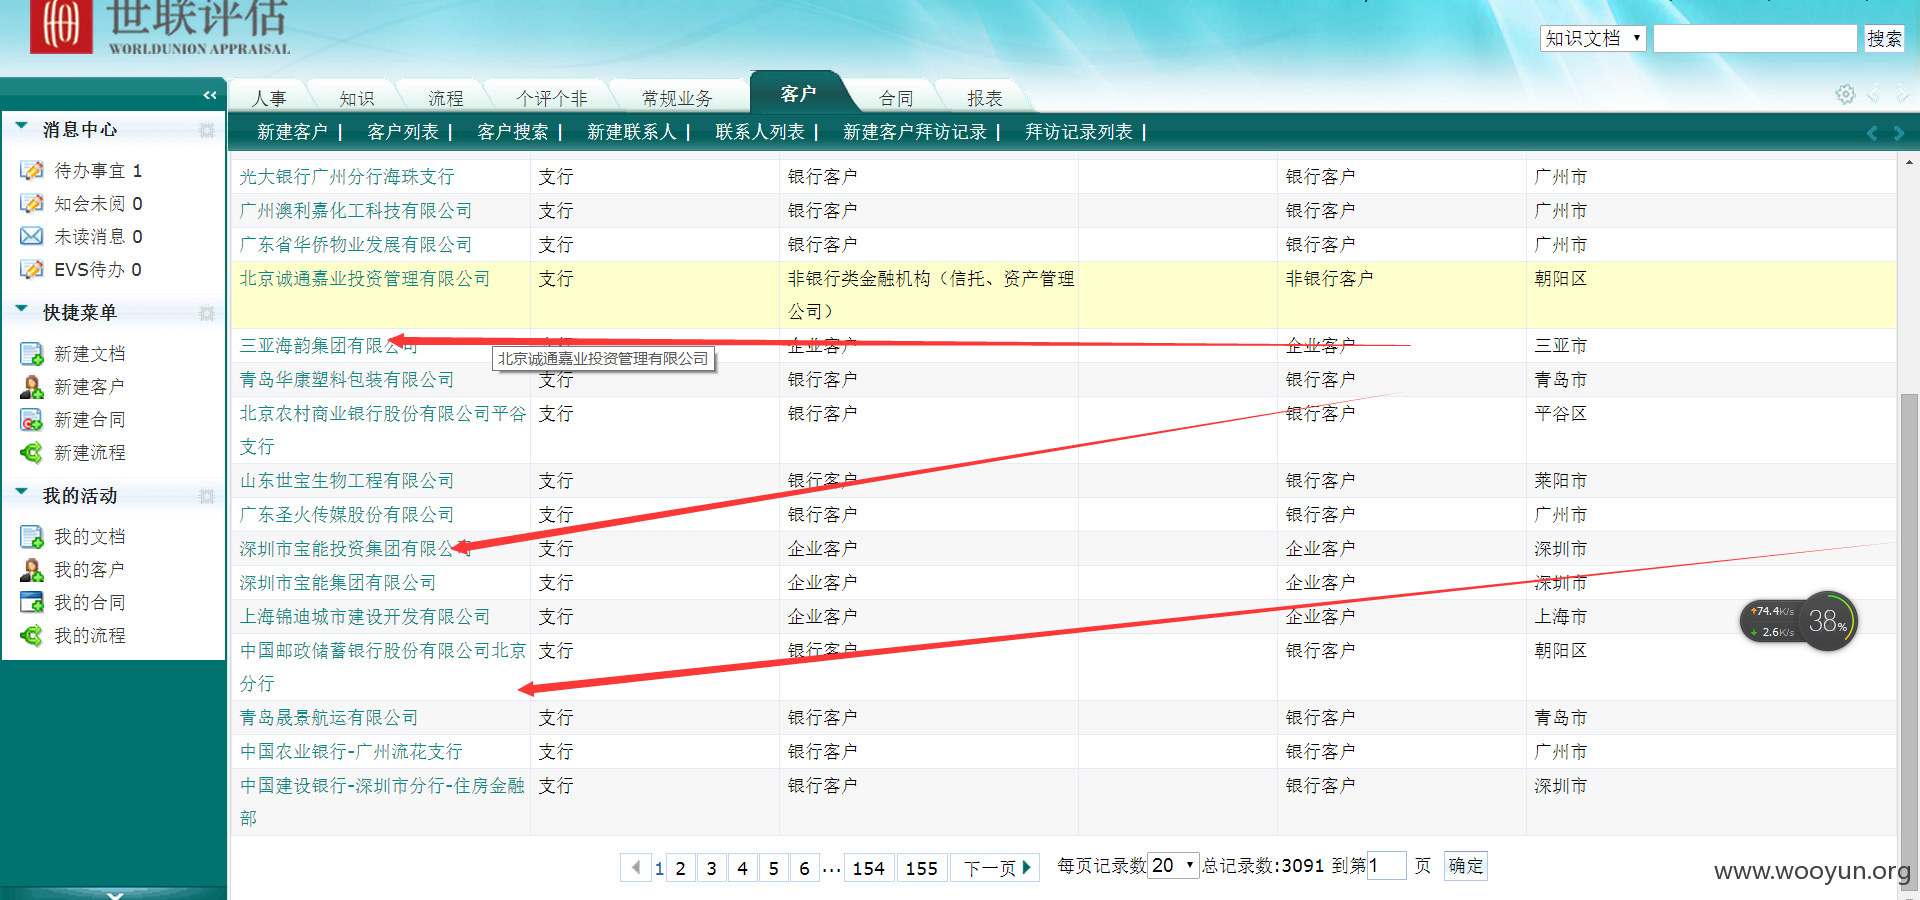 世联评估
WORLDUNION APPRAISAL
知识文档 搜索
人事 知识 流程 个评个非 常规业务 客户 合同 报表
新建客户 | 客户列表 | 客户搜索 | 新建联系人 | 联系人列表 | 新建客户拜访记录 | 拜访记录列表 |
消息中心
待办事宜 1
知会未阅 0
未读消息 0
EVS待办 0
快捷菜单
新建文档
新建客户
新建合同
新建流程
我的活动
我的文档
我的客户
我的合同
我的流程
光大银行广州分行海珠支行 支行 银行客户 银行客户 广州市
广州澳利嘉化工科技有限公司 支行 银行客户 银行客户 广州市
广东省华侨物业发展有限公司 支行 银行客户 银行客户 广州市
北京诚通嘉业投资管理有限公司 支行 非银行类金融机构（信托、资产管理 非银行客户 朝阳区
公司）
三亚海韵集团有限公司 企业客户 企业客户 三亚市
北京诚通嘉业投资管理有限公司
青岛华康塑料包装有限公司 支行 银行客户 银行客户 青岛市
北京农村商业银行股份有限公司平谷 支行 银行客户 银行客户 平谷区
支行
山东世宝生物工程有限公司 支行 银行客户 银行客户 莱阳市
广东圣火传媒股份有限公司 支行 银行客户 银行客户 广州市
深圳市宝能投资集团有限公司 支行 企业客户 企业客户 深圳市
深圳市宝能集团有限公司 支行 企业客户 企业客户 深圳市
上海锦迪城市建设开发有限公司 支行 企业客户 企业客户 上海市
中国邮政储蓄银行股份有限公司北京 支行 银行客户 银行客户 朝阳区
分行
青岛晟景航运有限公司 支行 银行客户 银行客户 青岛市
中国农业银行-广州流花支行 支行 银行客户 银行客户 广州市
中国建设银行-深圳市分行-住房金融 支行 银行客户 银行客户 深圳市
部
74.4K/s
2.6K/s
38%
1 2 3 4 5 6 ... 154 155 下一页 每页记录数 20 总记录数:3091 到第 1 页 确定
www.wooyun.org